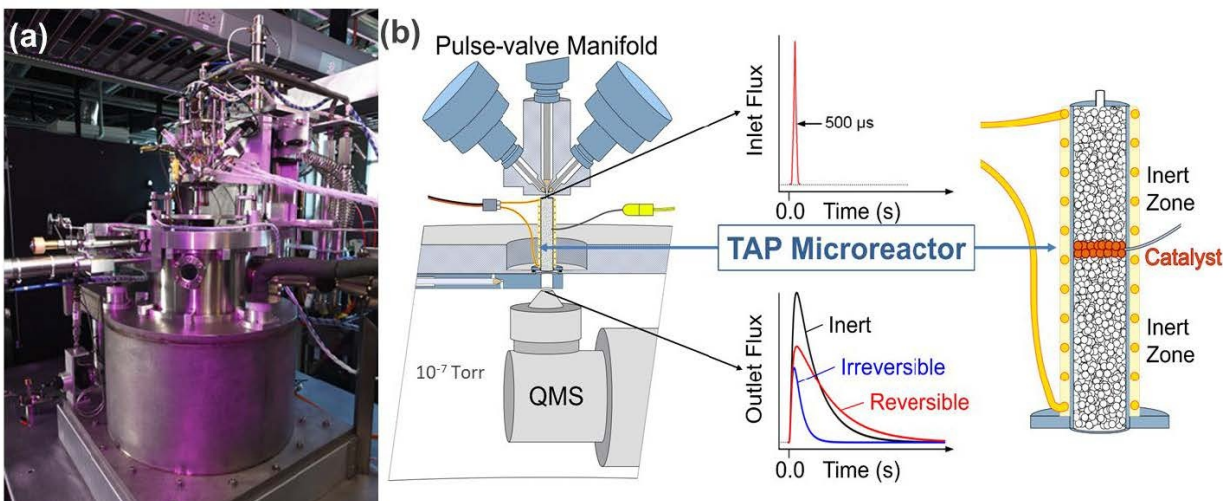 (a)
(b)
Pulse-valve Manifold
Inlet Flux
500 µs
0.0
Time (s)
Inert
Zone
TAP Microreactor
Catalyst
Inert
Zone
10⁻⁷ Torr
QMS
Outlet Flux
Inert
Irreversible
Reversible
0.0
Time (s)